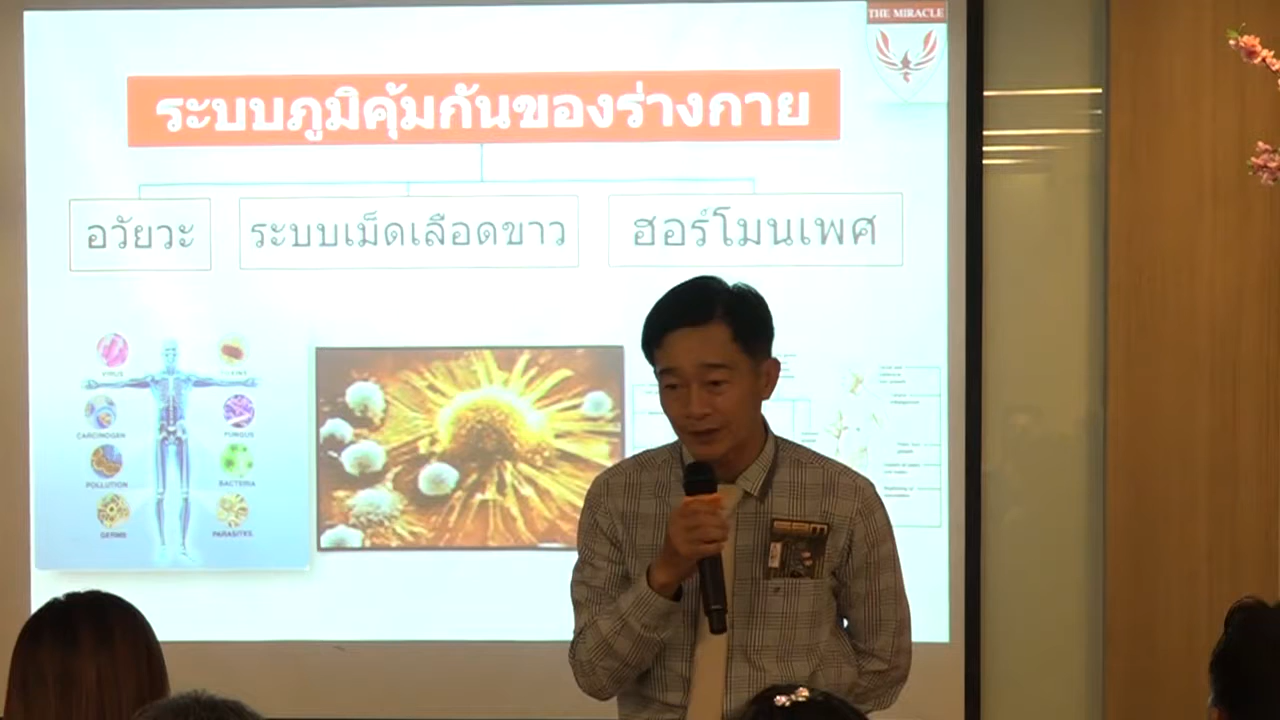 THE MIRACLE
ระบบภูมิคุ้มกันของร่างกาย
อวัยวะ
ระบบเม็ดเลือดขาว
ฮอร์โมนเพศ
VIRUS
CARCINOGEN
FUNGUS
POLLUTION
BACTERIA
GERMS
PARASITES